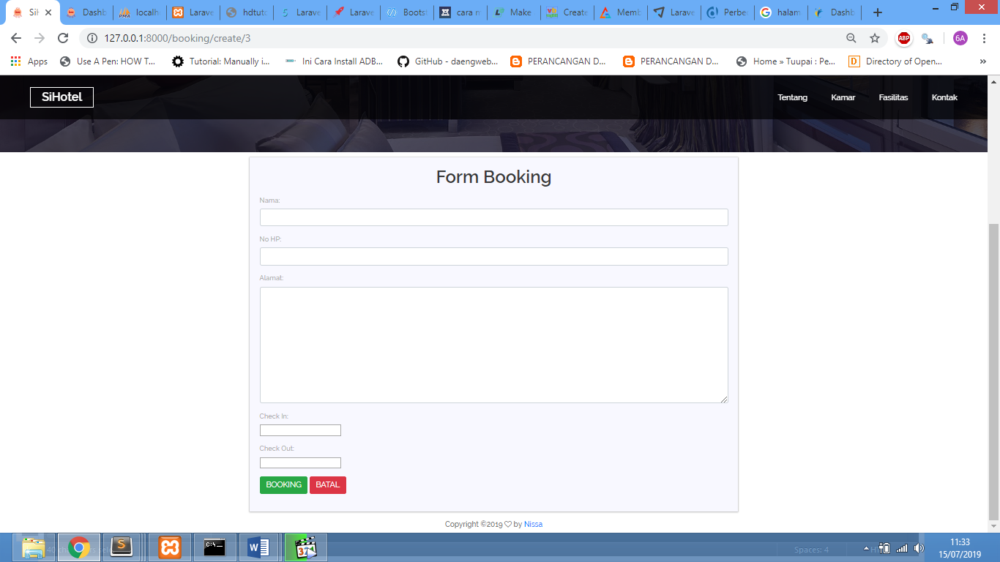 SiH
Dashb
localh
Larave
hdtuto
Larave
Larave
Boots
cara m
Make
Create
Memb
Larave
Perbe
halam
Dashb
127.0.0.1:8000/booking/create/3
ABP
6A
Apps
Use A Pen: HOW T...
Tutorial: Manually i...
Ini Cara Install ADB...
GitHub - daengweb...
PERANCANGAN D...
PERANCANGAN D...
Home » Tuupai : Pe...
Directory of Open...
»
SiHotel
Tentang
Kamar
Fasilitas
Kontak
Form Booking
Nama:
No HP:
Alamat:
Check In:
Check Out:
BOOKING
BATAL
Copyright ©2019 ♡ by Nissa
Spaces: 4
11:33
15/07/2019